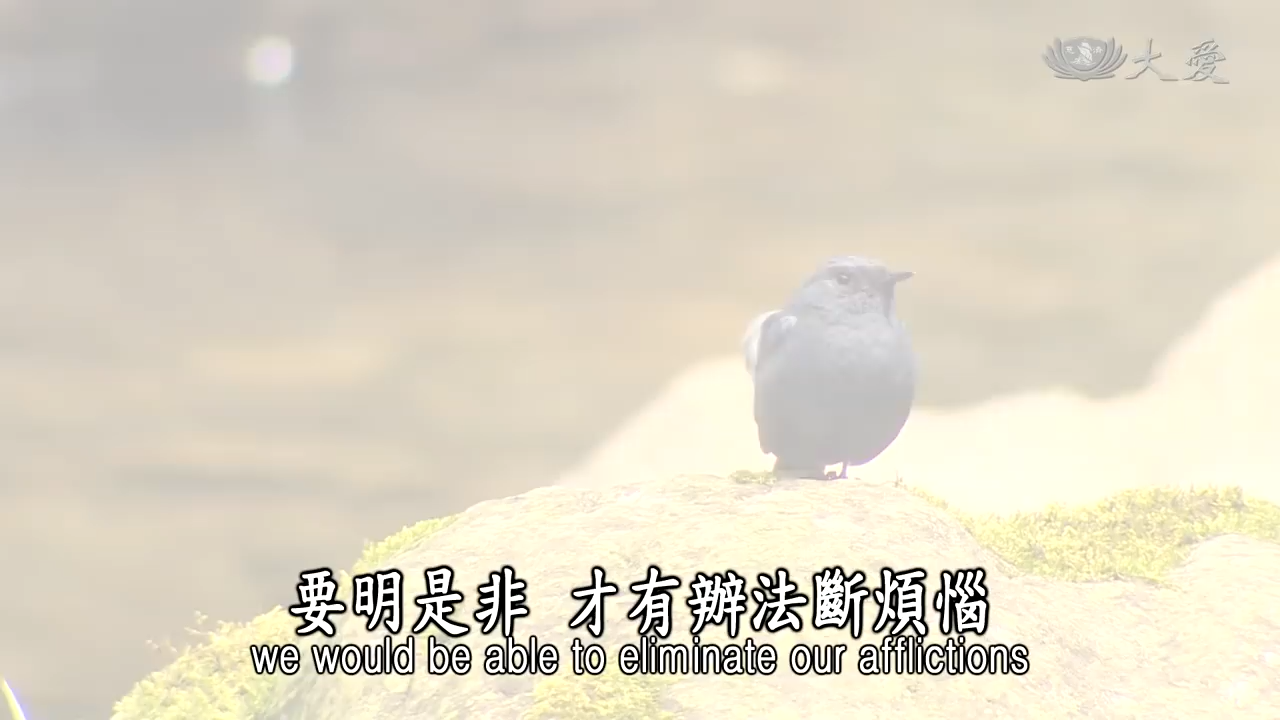 大愛
要明是非 才有辦法斷煩惱
we would be able to eliminate our afflictions